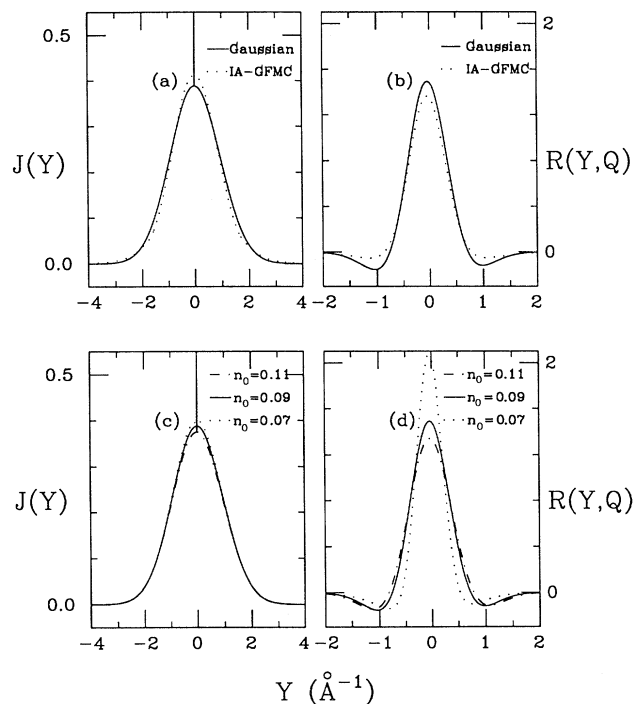 0.5
Gaussian
IA-GFMC
(a)
J(Y)
0.0
−4 −2 0 2 4
2
Gaussian
IA-GFMC
(b)
R(Y,Q)
0
−2 −1 0 1 2
0.5
n₀=0.11
n₀=0.09
n₀=0.07
(c)
J(Y)
0.0
−4 −2 0 2 4
2
n₀=0.11
n₀=0.09
n₀=0.07
(d)
R(Y,Q)
0
−2 −1 0 1 2
Y (Å⁻¹)